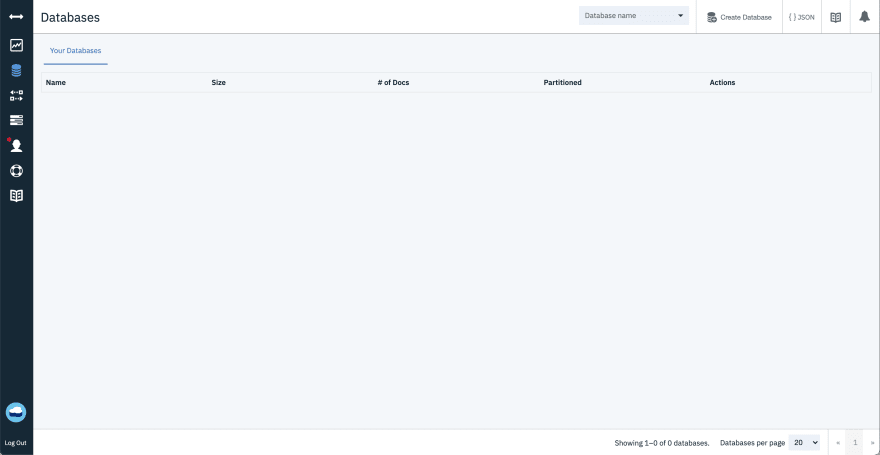 Databases
Database name
Create Database
{ } JSON
Your Databases
Name Size # of Docs Partitioned Actions
Log Out
Showing 1–0 of 0 databases. Databases per page 20 « 1 »